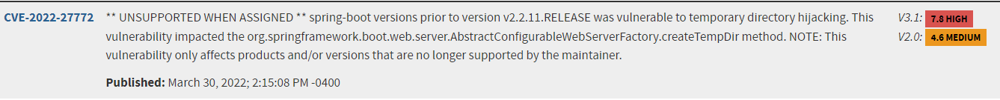 CVE-2022-27772 ** UNSUPPORTED WHEN ASSIGNED ** spring-boot versions prior to version v2.2.11.RELEASE was vulnerable to temporary directory hijacking. This V3.1: 7.8 HIGH
vulnerability impacted the org.springframework.boot.web.server.AbstractConfigurableWebServerFactory.createTempDir method. NOTE: This V2.0: 4.6 MEDIUM
vulnerability only affects products and/or versions that are no longer supported by the maintainer.
Published: March 30, 2022; 2:15:08 PM -0400